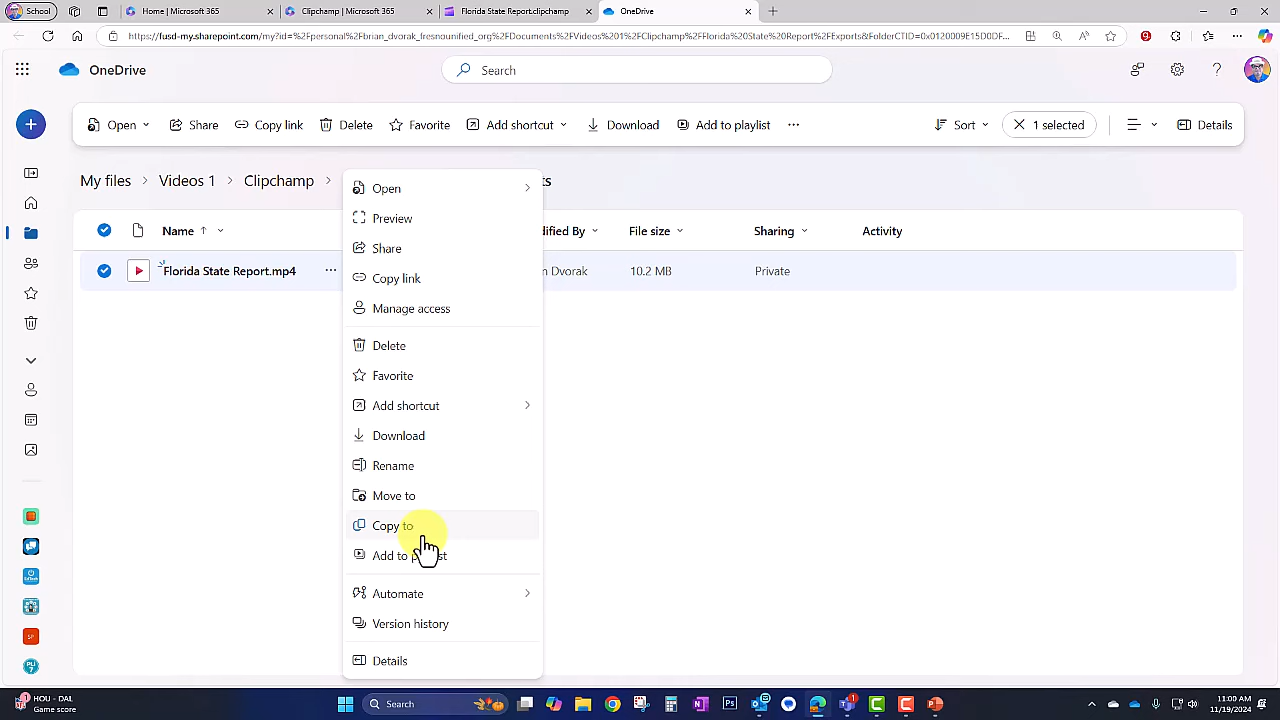 School
Home | Microsoft 365
Clipchamp | Microsoft 365
Florida State Report.clipchamp
OneDrive
https://fusd-my.sharepoint.com/my?id=%2Fpersonal%2Fbrian_dvorak_fresnounified_org%2FDocuments%2FVideos%201%2FClipchamp%2FFlorida%20State%20Report%2FExports&FolderCTID=0x0120009E15D0DF...
OneDrive
Search
Open
Share
Copy link
Delete
Favorite
Add shortcut
Download
Add to playlist
Sort
1 selected
Details
My files > Videos 1 > Clipchamp >
Name
File size
Sharing
Activity
Florida State Report.mp4
Dvorak
10.2 MB
Private
Open
Preview
Share
Copy link
Manage access
Delete
Favorite
Add shortcut
Download
Rename
Move to
Copy to
Add to
Automate
Version history
Details
HOU - DAL
Game score
Search
11:00 AM
11/19/2024